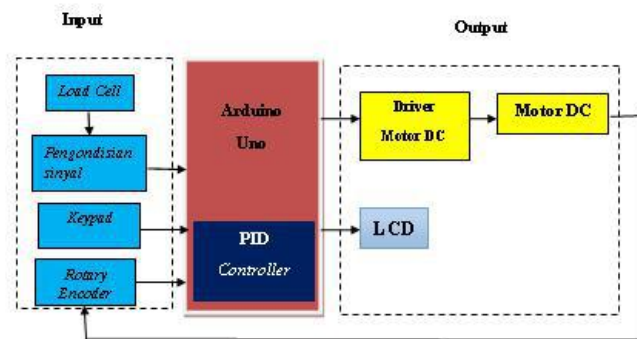 Input
Output
Load Cell
Pengondisian
sinyal
Keypad
Rotary
Encoder
Arduino
Uno
PID
Controller
Driver
Motor DC
Motor DC
LCD